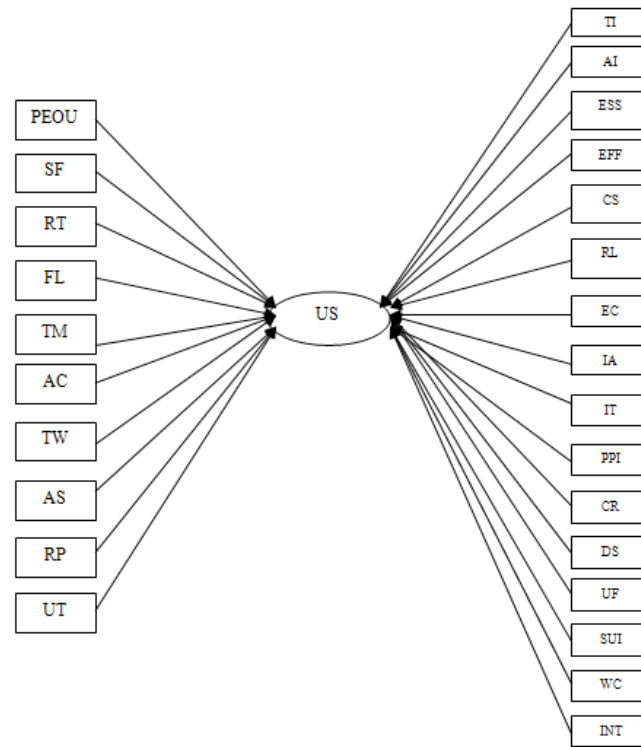 PEOU
SF
RT
FL
TM
AC
TW
AS
RP
UT
US
TI
AI
ESS
EFF
CS
RL
EC
IA
IT
PPI
CR
DS
UF
SUI
WC
INT